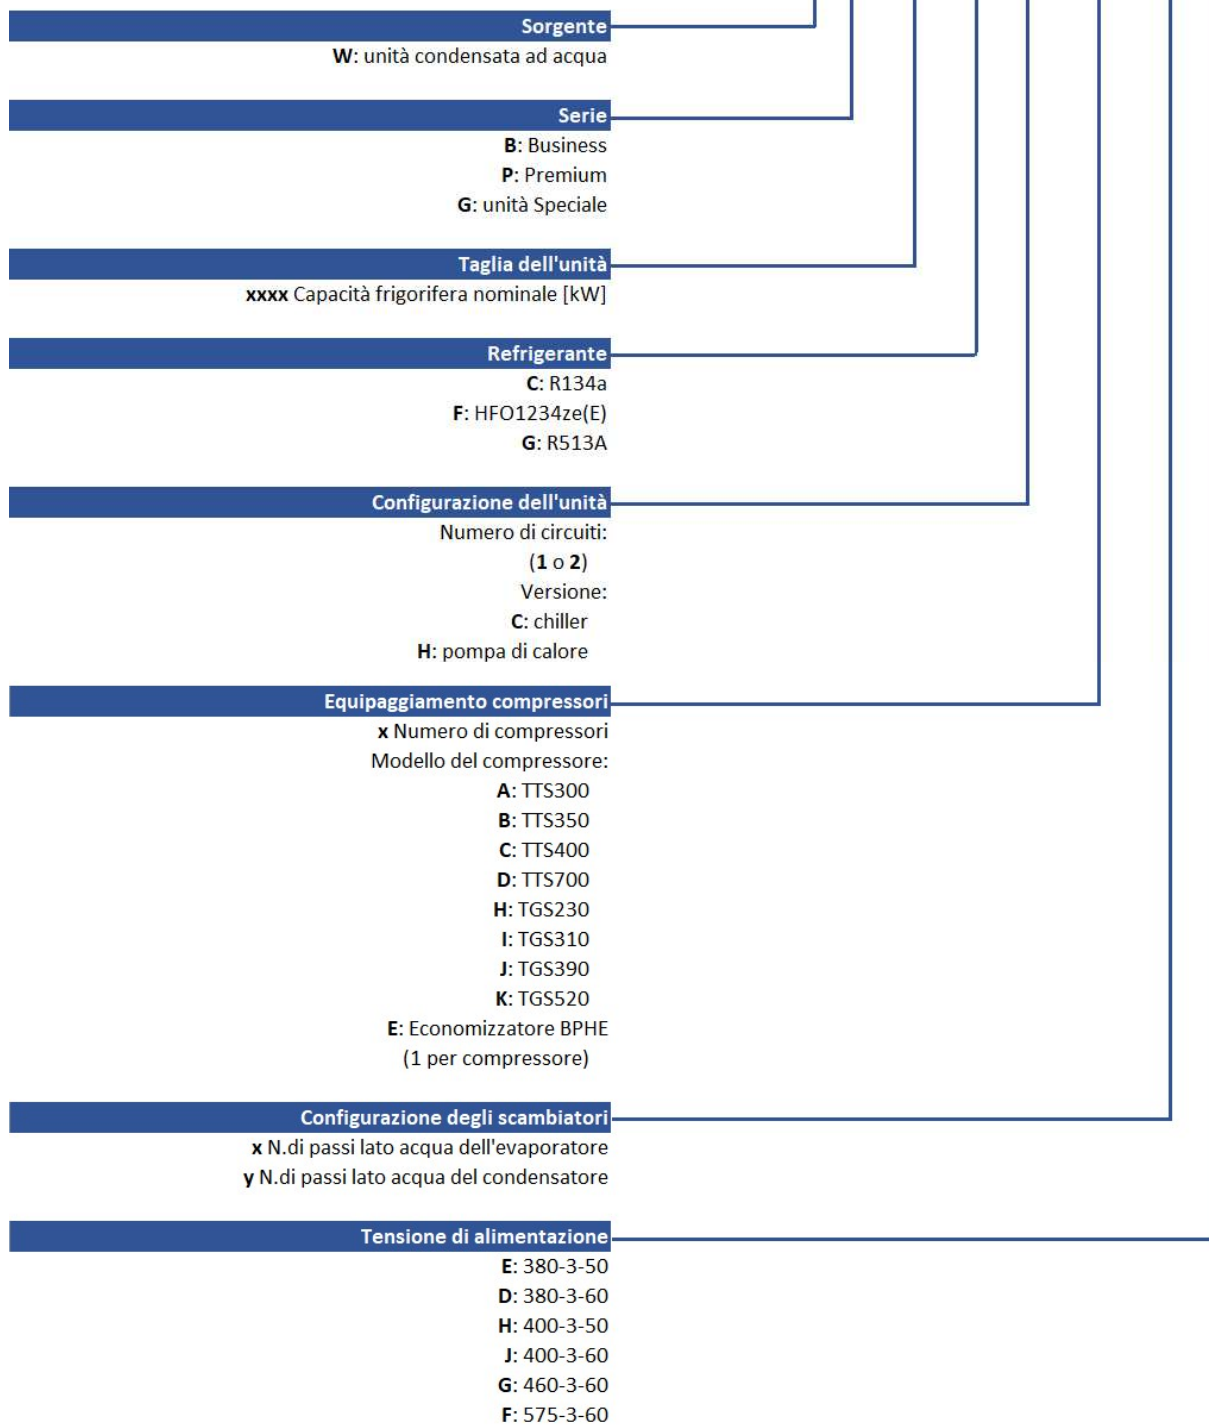 Sorgente
W: unità condensata ad acqua
Serie
B: Business
P: Premium
G: unità Speciale
Taglia dell'unità
xxxx Capacità frigorifera nominale [kW]
Refrigerante
C: R134a
F: HFO1234ze(E)
G: R513A
Configurazione dell'unità
Numero di circuiti:
(1 o 2)
Versione:
C: chiller
H: pompa di calore
Equipaggiamento compressori
x Numero di compressori
Modello del compressore:
A: TTS300
B: TTS350
C: TTS400
D: TTS700
H: TGS230
I: TGS310
J: TGS390
K: TGS520
E: Economizzatore BPHE
(1 per compressore)
Configurazione degli scambiatori
x N.di passi lato acqua dell'evaporatore
y N.di passi lato acqua del condensatore
Tensione di alimentazione
E: 380-3-50
D: 380-3-60
H: 400-3-50
J: 400-3-60
G: 460-3-60
F: 575-3-60